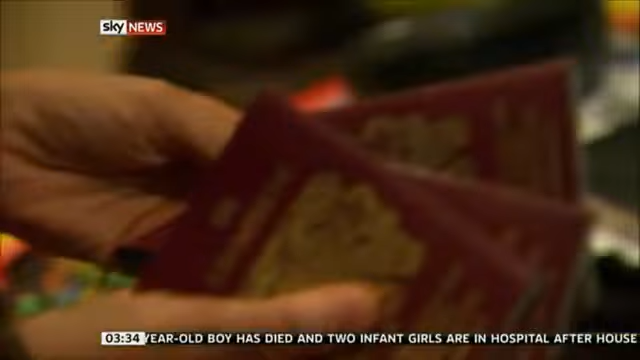 sky NEWS
03:34 YEAR-OLD BOY HAS DIED AND TWO INFANT GIRLS ARE IN HOSPITAL AFTER HOUSE